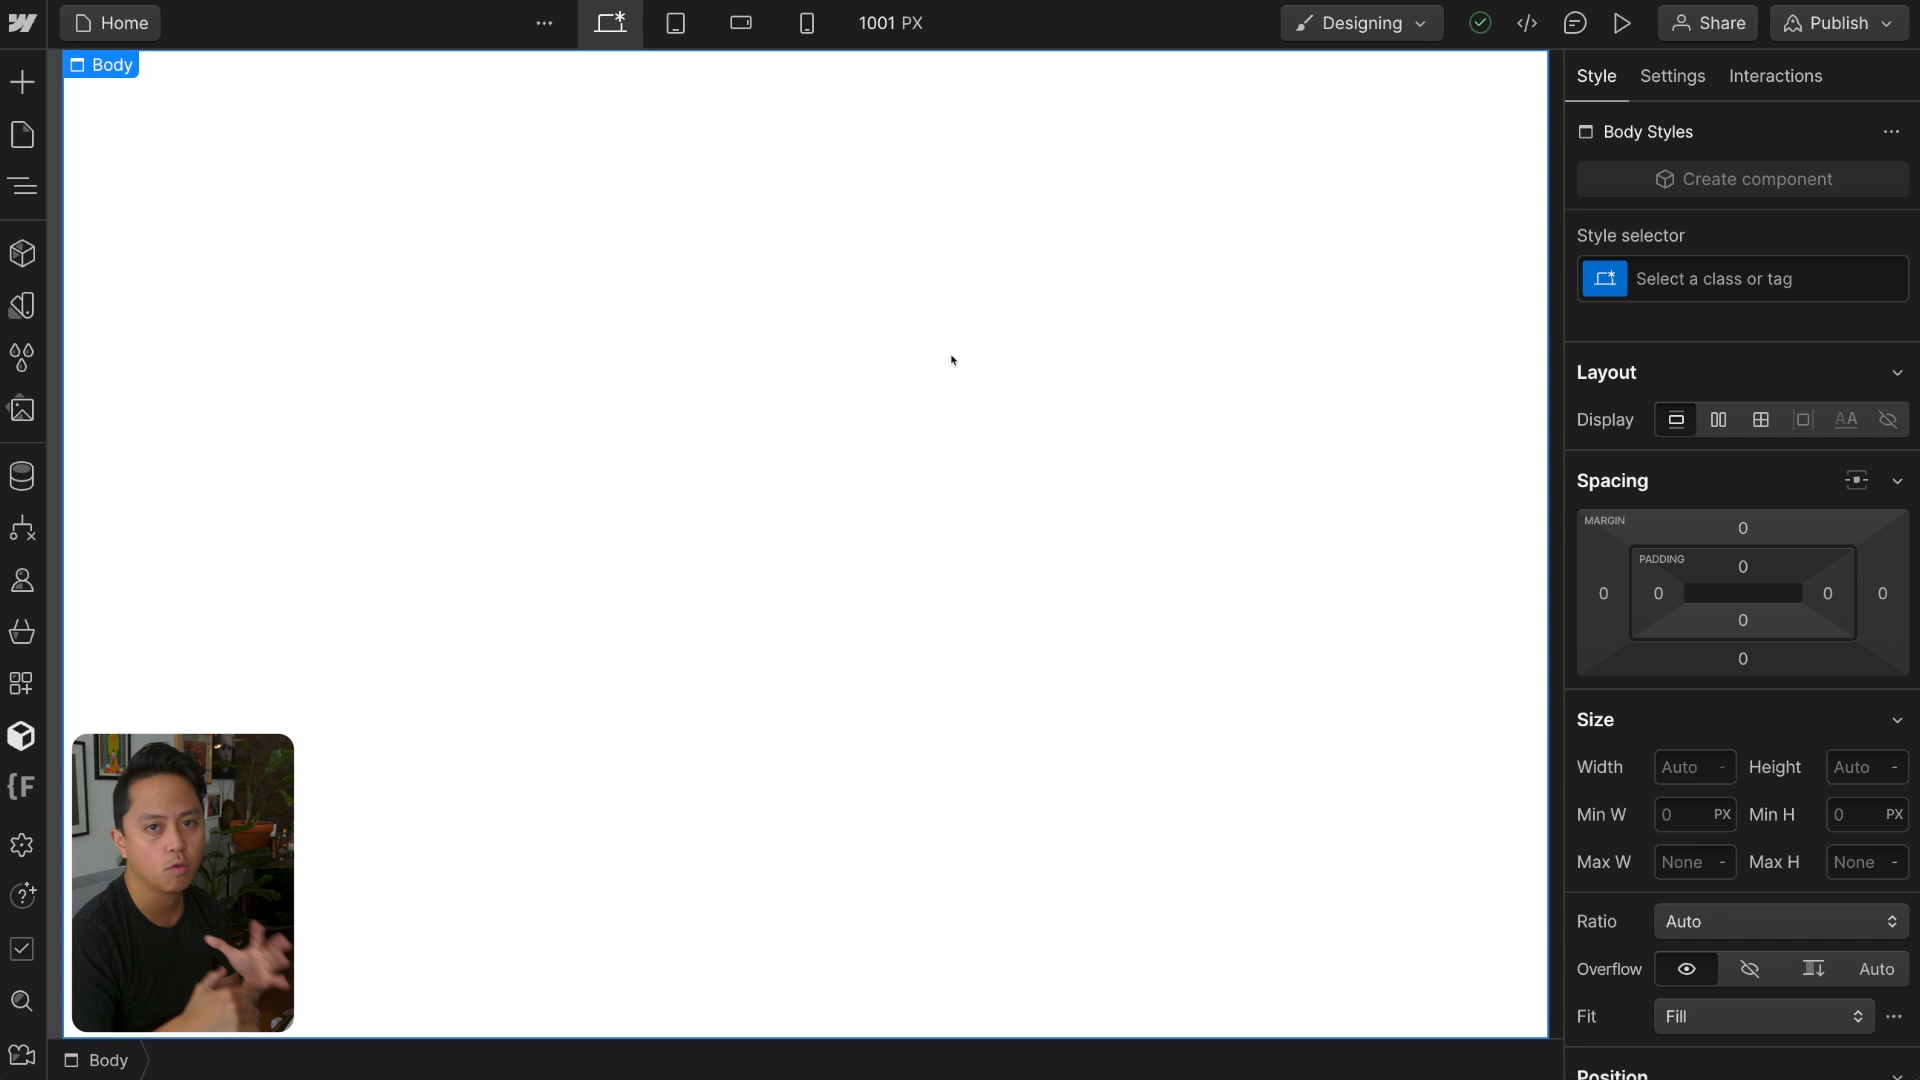 Home
1001 PX
Designing
Share
Publish
Body
Style Settings Interactions
Body Styles
Create component
Style selector
Select a class or tag
Layout
Display
AA
Spacing
MARGIN
0
PADDING
0
0 0 0 0
0
0
Size
Width Auto - Height Auto -
Min W 0 PX Min H 0 PX
Max W None - Max H None -
Ratio Auto
Overflow Auto
Fit Fill
Position
Body